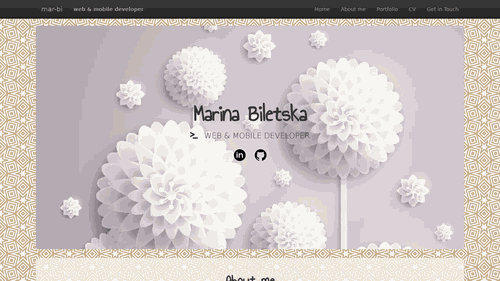 mar-bi web & mobile developer Home About me Portfolio CV Get in Touch
Marina Biletska
>_ WEB & MOBILE DEVELOPER
in
About me